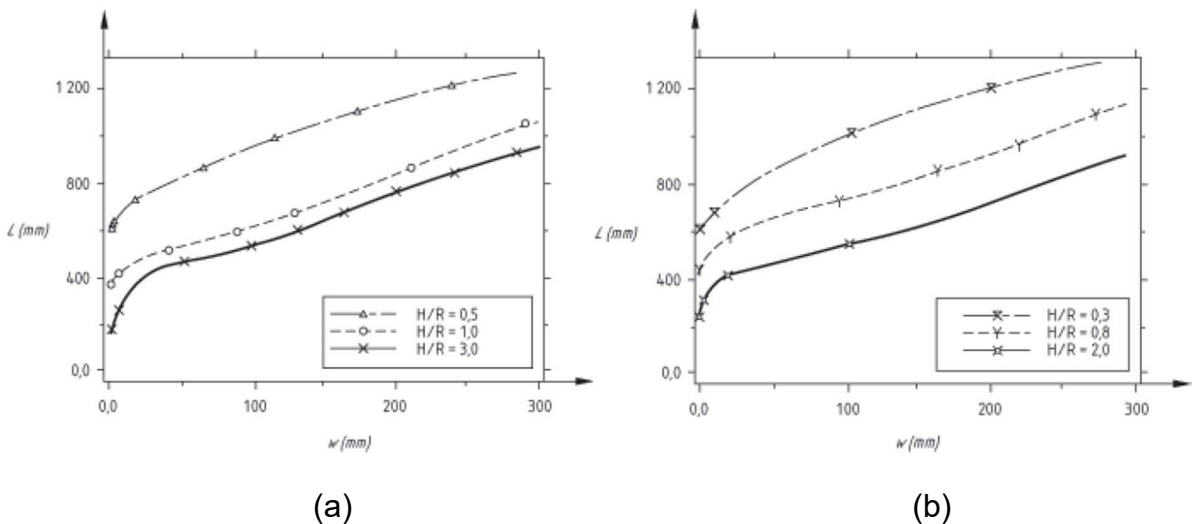 1 200
800
L (mm)
400
0,0
H/R = 0,5
H/R = 1,0
H/R = 3,0
0,0 100 200 300
w (mm)
(a)
1 200
800
L (mm)
400
0,0
H/R = 0,3
H/R = 0,8
H/R = 2,0
0,0 100 200 300
w (mm)
(b)